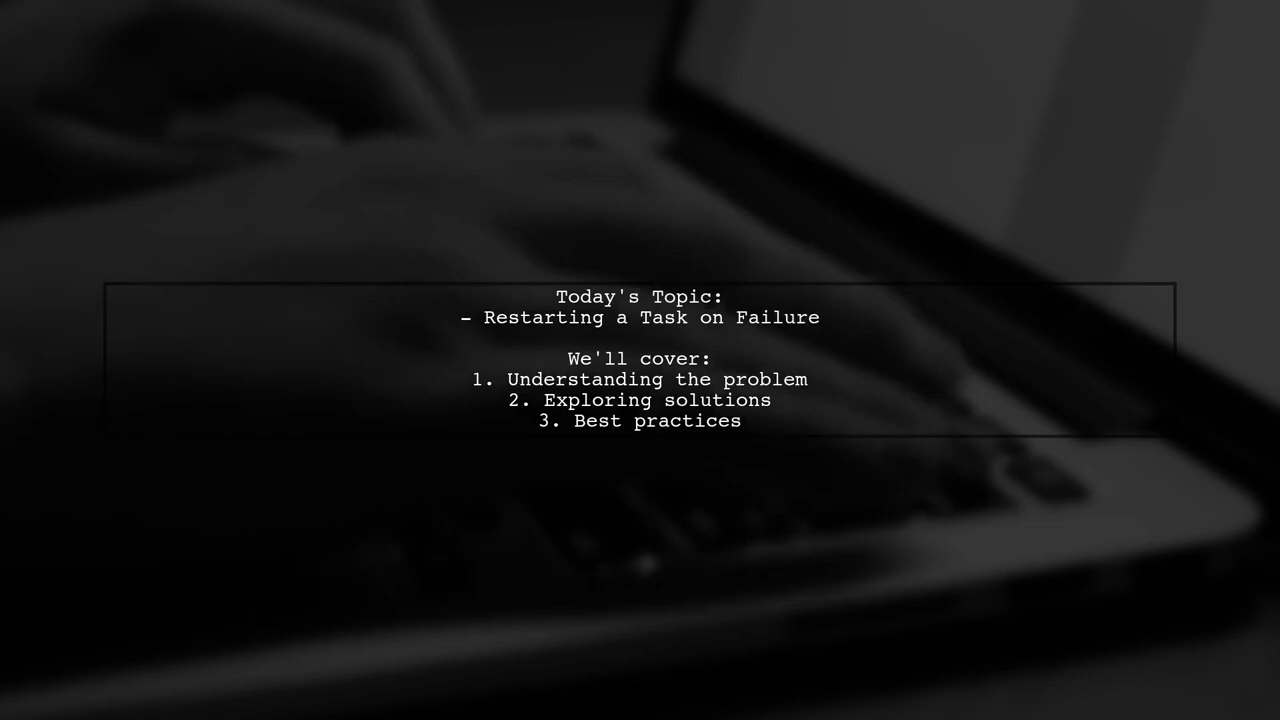 Today's Topic:
- Restarting a Task on Failure
We'll cover:
1. Understanding the problem
2. Exploring solutions
3. Best practices